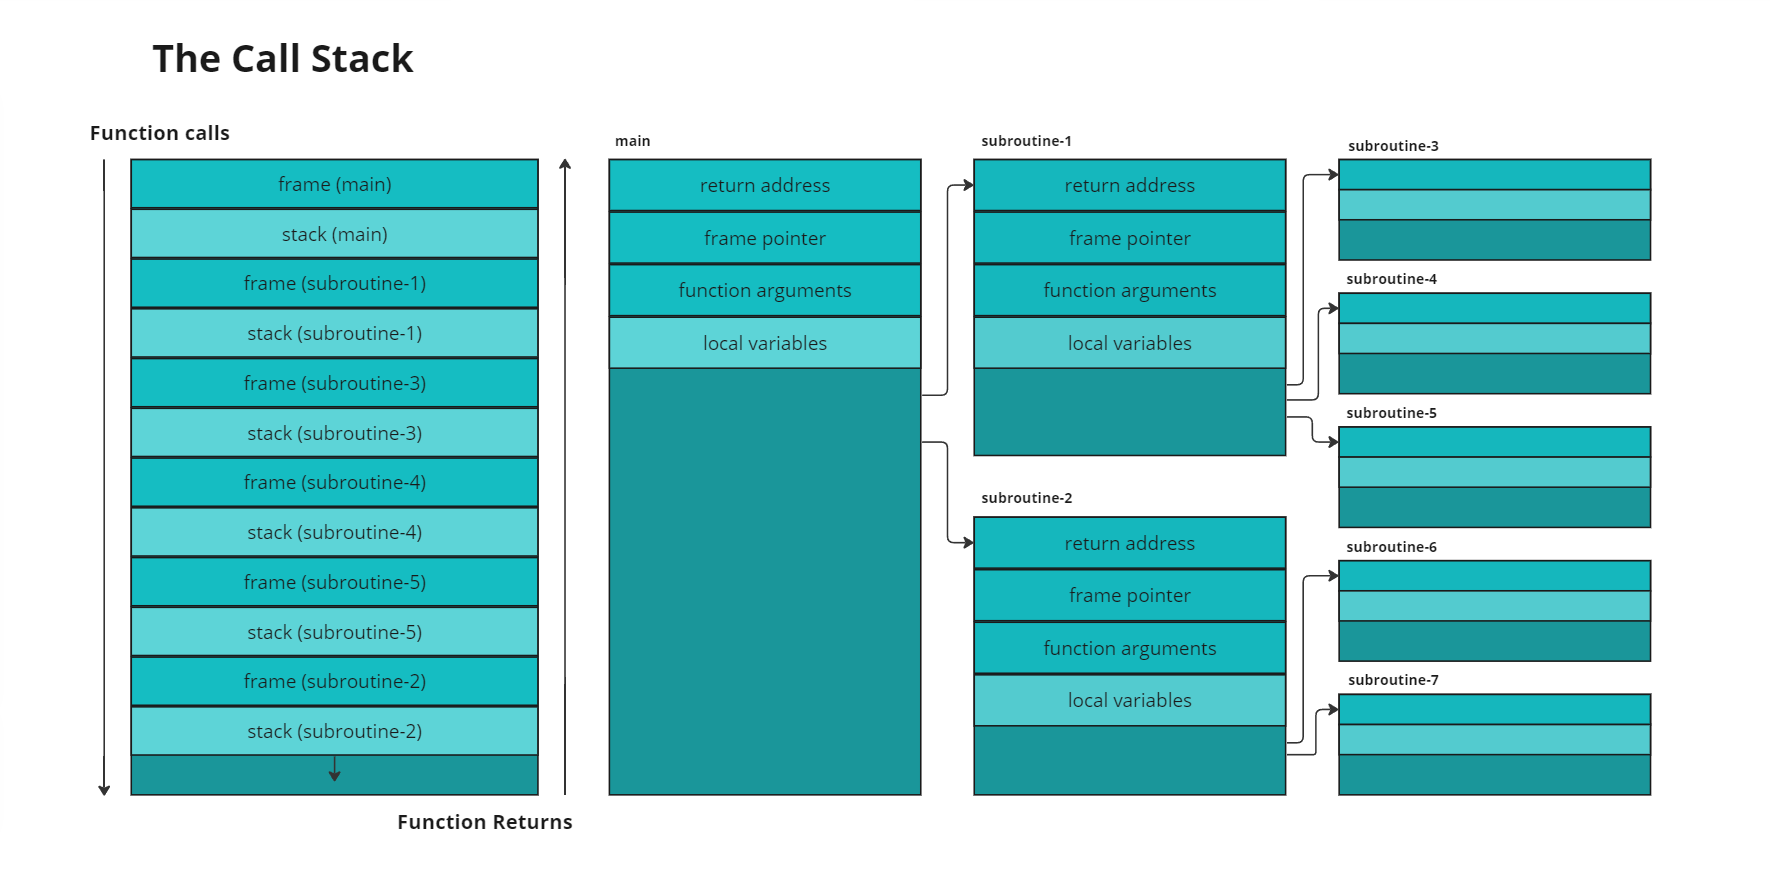 The Call Stack
Function calls
frame (main)
stack (main)
frame (subroutine-1)
stack (subroutine-1)
frame (subroutine-3)
stack (subroutine-3)
frame (subroutine-4)
stack (subroutine-4)
frame (subroutine-5)
stack (subroutine-5)
frame (subroutine-2)
stack (subroutine-2)
Function Returns
main
return address
frame pointer
function arguments
local variables
subroutine-1
return address
frame pointer
function arguments
local variables
subroutine-2
return address
frame pointer
function arguments
local variables
subroutine-3
subroutine-4
subroutine-5
subroutine-6
subroutine-7